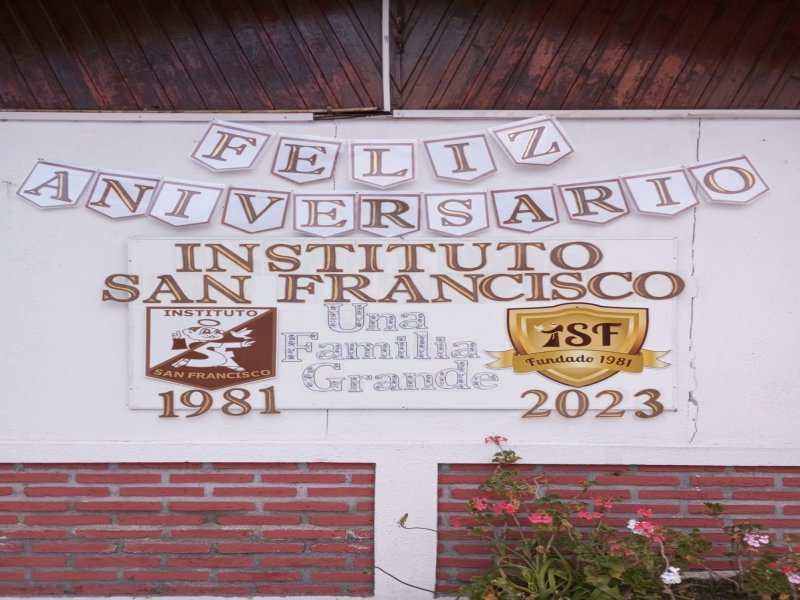 FELIZ
ANIVERSARIO
INSTITUTO
SAN FRANCISCO
Una
Familia
Grande
INSTITUTO
SAN FRANCISCO
ISF
Fundado 1981
1981
2023